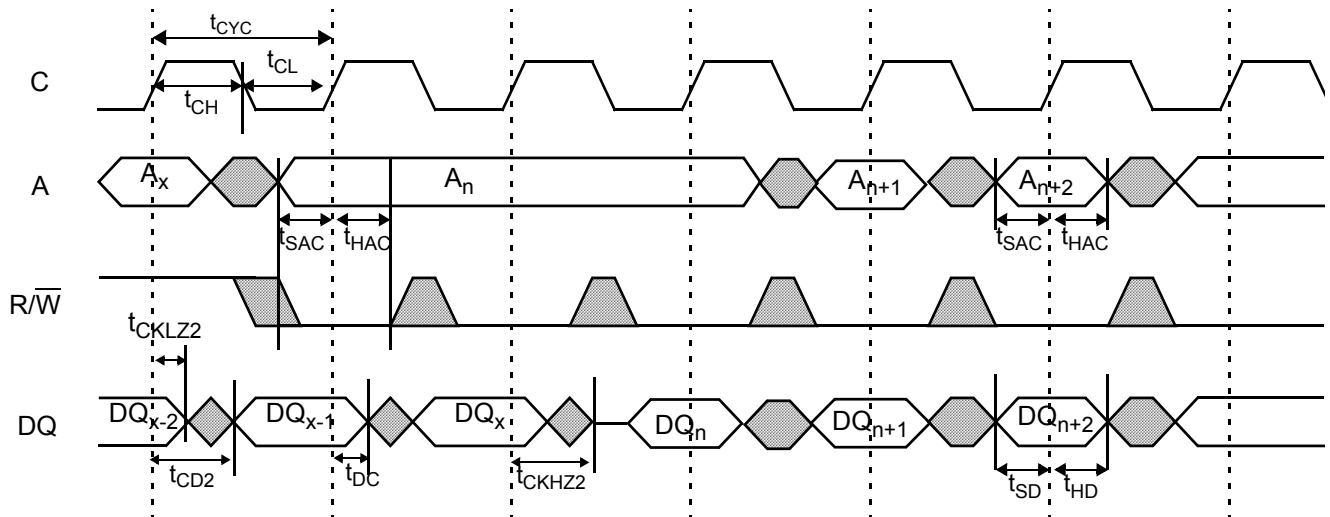 tCYC
C
tCH
tCL
A
Ax
An
An+1
An+2
tSAC
tHAC
tSAC
tHAC
R/W̅
tCKLZ2
DQ
DQx-2
DQx-1
DQx
DQn
DQn+1
DQn+2
tCD2
tDC
tCKHZ2
tSD
tHD